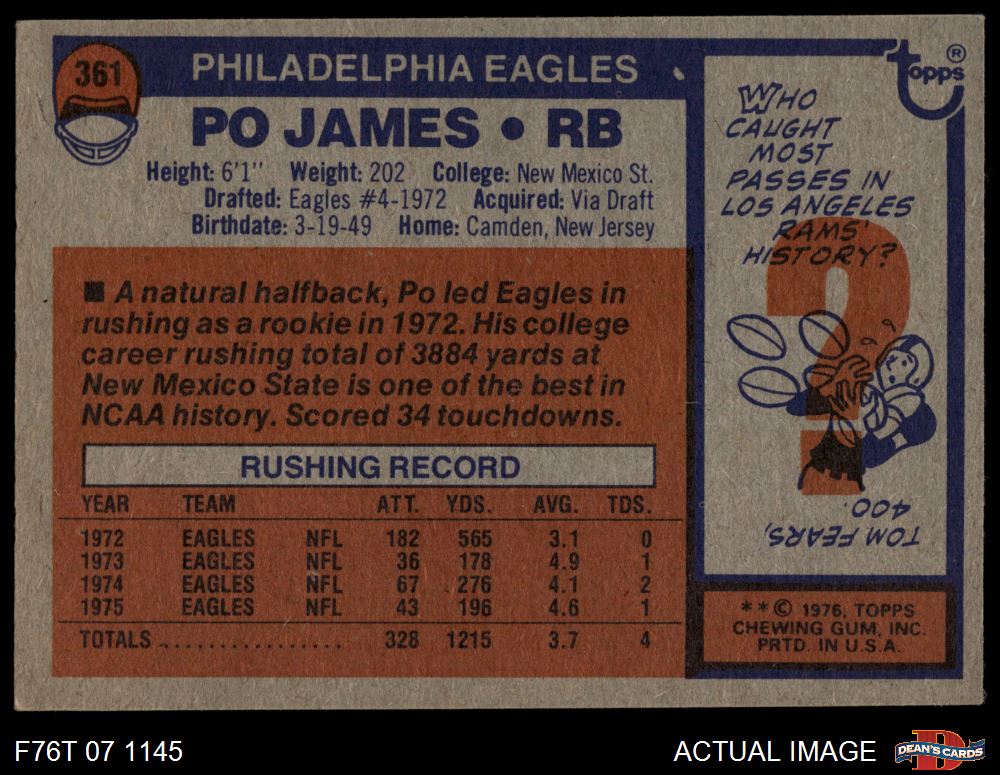 361
PHILADELPHIA EAGLES
PO JAMES • RB
Height: 6'1" Weight: 202 College: New Mexico St.
Drafted: Eagles #4-1972 Acquired: Via Draft
Birthdate: 3-19-49 Home: Camden, New Jersey
■ A natural halfback, Po led Eagles in
rushing as a rookie in 1972. His college
career rushing total of 3884 yards at
New Mexico State is one of the best in
NCAA history. Scored 34 touchdowns.
RUSHING RECORD
YEAR TEAM ATT. YDS. AVG. TDS.
1972 EAGLES NFL 182 565 3.1 0
1973 EAGLES NFL 36 178 4.9 1
1974 EAGLES NFL 67 276 4.1 2
1975 EAGLES NFL 43 196 4.6 1
TOTALS ................ 328 1215 3.7 4
topps ®
WHO
CAUGHT
MOST
PASSES IN
LOS ANGELES
RAMS'
HISTORY?
?
TOM FEARS,
400.
** © 1976, TOPPS
CHEWING GUM, INC.
PRTD. IN U.S.A.
F76T 07 1145
ACTUAL IMAGE
D
DEAN'S CARDS